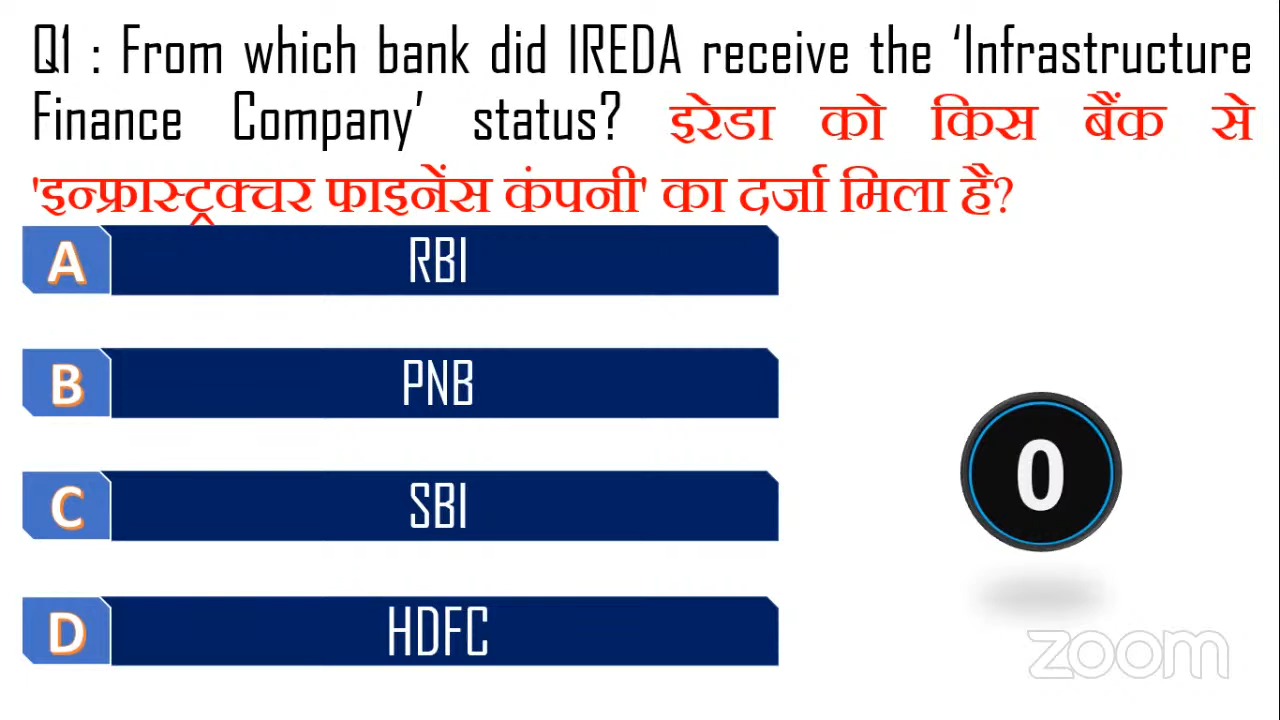 Q1 : From which bank did IREDA receive the ‘Infrastructure
Finance Company’ status? इरेडा को किस बैंक से
'इन्फ्रास्ट्रक्चर फाइनेंस कंपनी' का दर्जा मिला है?
A RBI
B PNB
C SBI
D HDFC
0
zoom